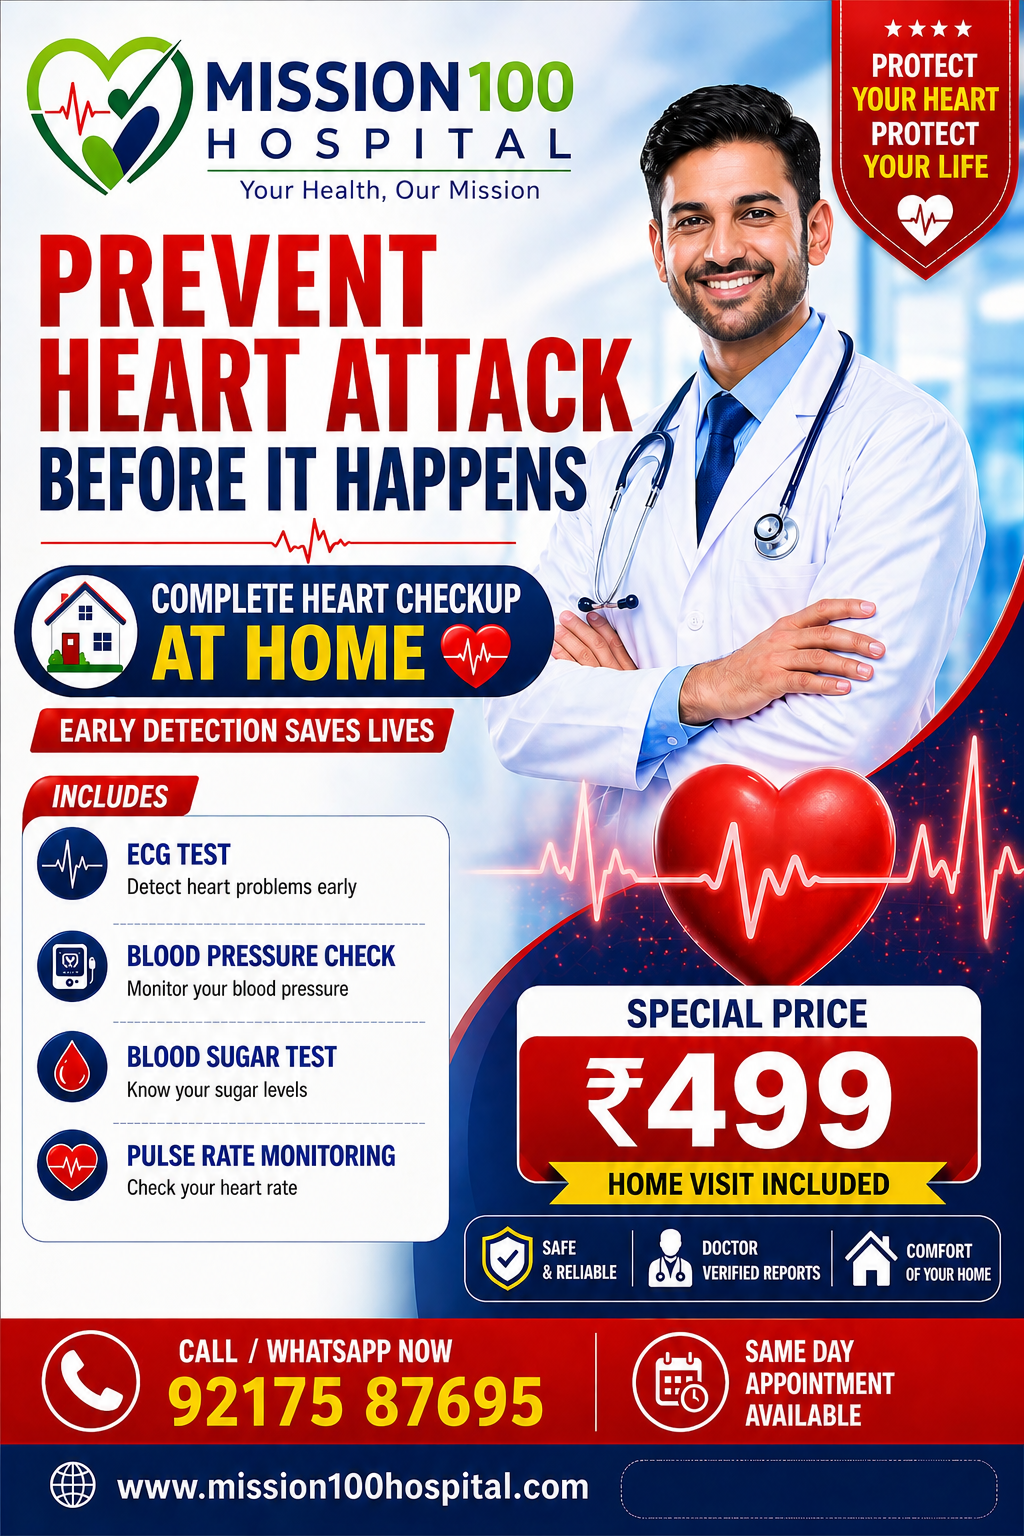 MISSION 100
HOSPITAL
Your Health, Our Mission
★★★★
PROTECT
YOUR HEART
PROTECT
YOUR LIFE
PREVENT
HEART ATTACK
BEFORE IT HAPPENS
COMPLETE HEART CHECKUP
AT HOME
EARLY DETECTION SAVES LIVES
INCLUDES
ECG TEST
Detect heart problems early
BLOOD PRESSURE CHECK
Monitor your blood pressure
BLOOD SUGAR TEST
Know your sugar levels
PULSE RATE MONITORING
Check your heart rate
SPECIAL PRICE
₹499
HOME VISIT INCLUDED
SAFE
& RELIABLE
DOCTOR
VERIFIED REPORTS
COMFORT
OF YOUR HOME
CALL / WHATSAPP NOW
92175 87695
SAME DAY
APPOINTMENT
AVAILABLE
www.mission100hospital.com